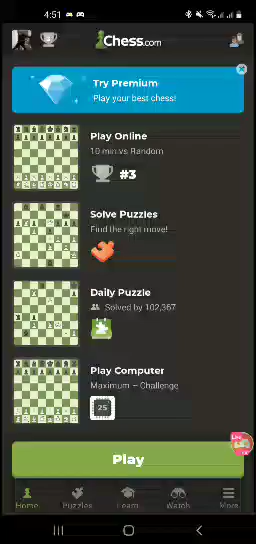 4:51
Chess.com
Try Premium
Play your best chess!
Play Online
10 min vs Random
#3
Solve Puzzles
Find the right move!
Daily Puzzle
Solved by 102,367
Play Computer
Maximum – Challenge
25
Play
Home
Puzzles
Learn
Watch
More